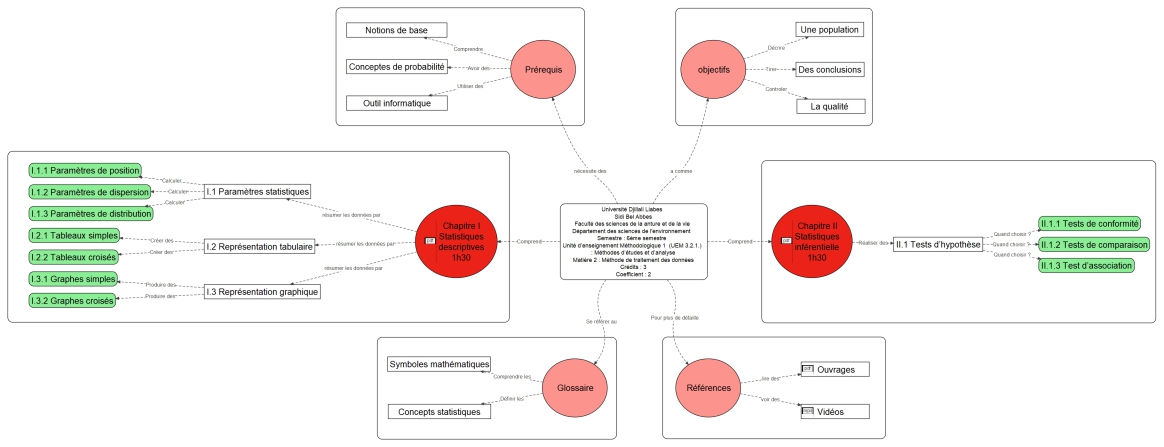 Notions de base
Comprendre
Conceptes de probabilité
Avoir des
Utiliser des
Outil informatique
Prérequis
objectifs
Décrire
Une population
Tirer
Des conclusions
Controler
La qualité
nécessite des
a comme
I.1.1 Paramètres de position
I.1.2 Paramètres de dispersion
I.1.3 Paramètres de distribution
I.2.1 Tableaux simples
I.2.2 Tableaux croisés
I.3.1 Graphes simples
I.3.2 Graphes croisés
Calculer
Calculer
Calculer
Créer des
Créer des
Produire des
Produire des
I.1 Paramètres statistiques
I.2 Représentation tabulaire
I.3 Représentation graphique
résumer les données par
résumer les données par
résumer les données par
pdf
Chapitre I
Statistiques
descriptives
1h30
Comprend
Université Djillali Liabes
Sidi Bel Abbes
Faculté des sciences de la anture et de la vie
Département des sciences de l'environnement
Semestre : 6ème semestre
Unité d'enseignement Méthodologique 1 (UEM 3.2.1.)
: Méthodes d'études et d'analyse
Matière 2 : Méthode de traitement des données
Crédits : 3
Coefficient : 2
Comprend
pdf
Chapitre II
Statistiques
inférentielle
1h30
Réaliser des
II.1 Tests d'hypothèse
Quand choisir ?
Quand choisir ?
Quand choisir ?
II.1.1 Tests de conformité
II.1.2 Tests de comparaison
II.1.3 Test d'association
Se référer au
Pour plus de détaille
Symboles mathématiques
Comprendre les
Définir les
Concepts statistiques
Glossaire
Références
lire des
pdf
Ouvrages
voir des
Vidéos